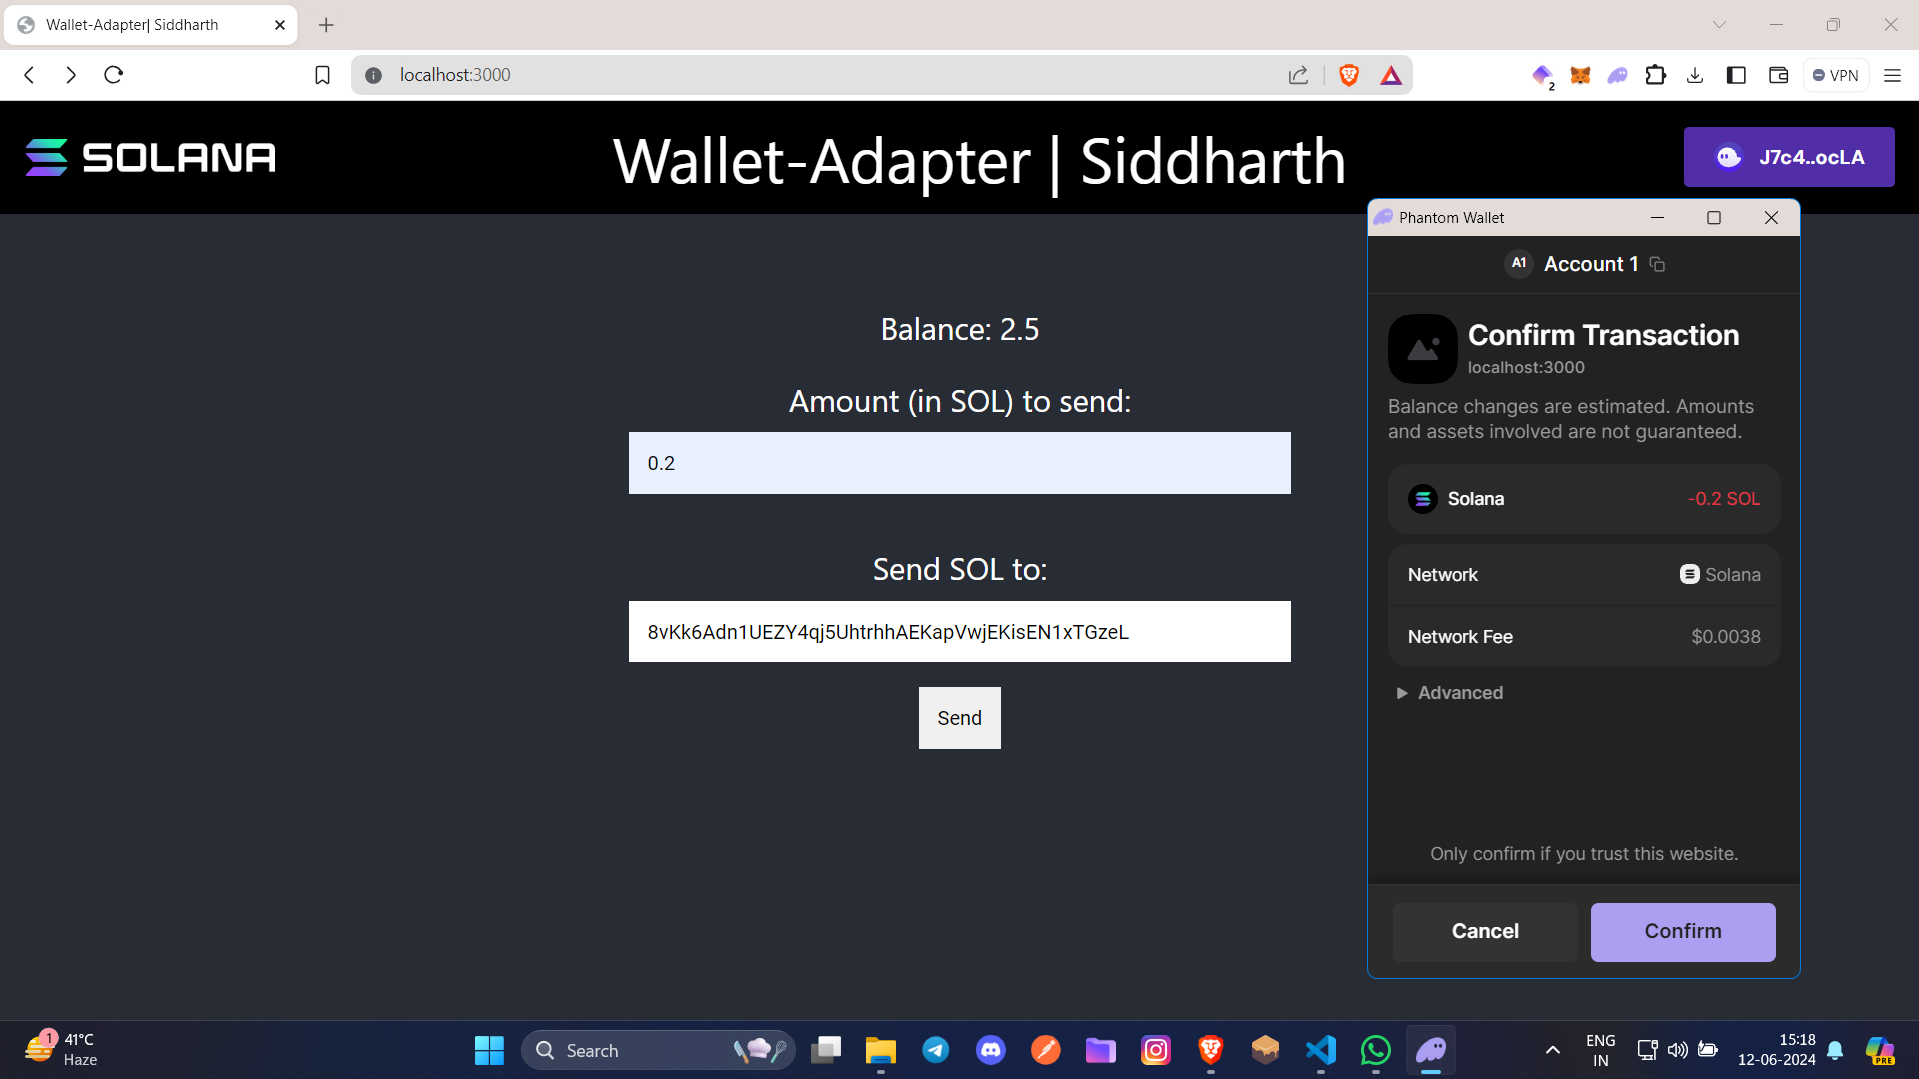 Wallet-Adapter| Siddharth
localhost:3000
2
VPN
SOLANA
Wallet-Adapter | Siddharth
J7c4..ocLA
Phantom Wallet
A1
Account 1
Confirm Transaction
localhost:3000
Balance changes are estimated. Amounts
and assets involved are not guaranteed.
Solana
-0.2 SOL
Network
Solana
Network Fee
$0.0038
Advanced
Only confirm if you trust this website.
Cancel
Confirm
Balance: 2.5
Amount (in SOL) to send:
0.2
Send SOL to:
8vKk6Adn1UEZY4qj5UhtrhhAEKapVwjEKisEN1xTGzeL
Send
1
41°C
Haze
Search
ENG
IN
15:18
12-06-2024
PRE